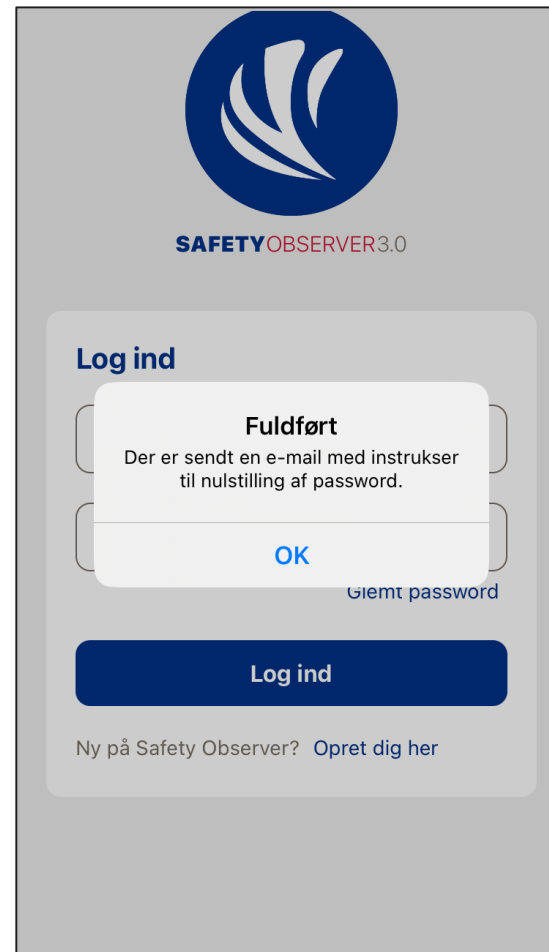 SAFETYOBSERVER3.0
Log ind
Fuldført
Der er sendt en e-mail med instrukser
til nulstilling af password.
OK
Glemt password
Log ind
Ny på Safety Observer? Opret dig her